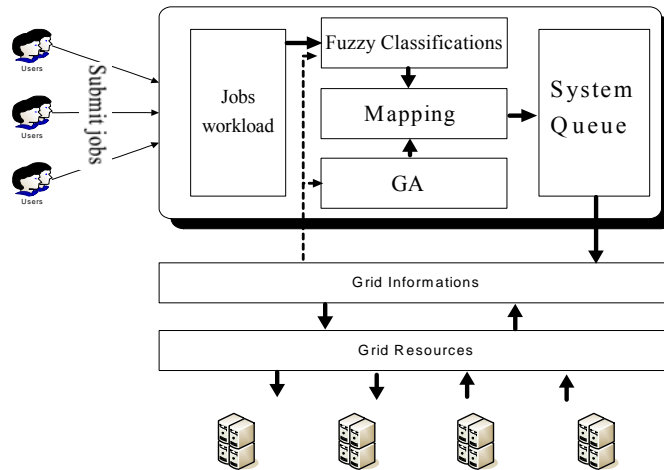 Users
Users
Users
Submit jobs
Jobs
workload
Fuzzy Classifications
Mapping
GA
System
Queue
Grid Informations
Grid Resources